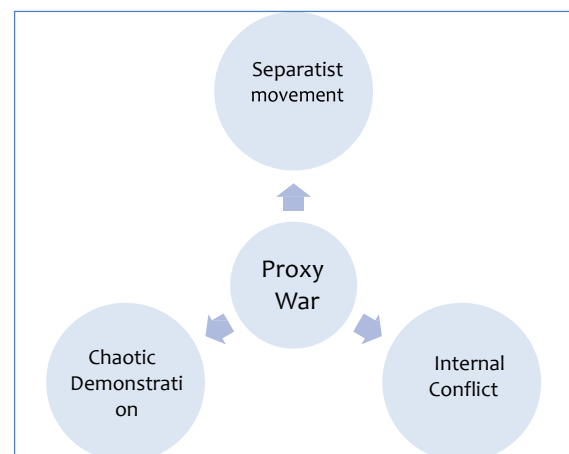 Separatist
movement
Proxy
War
Chaotic
Demonstrati
on
Internal
Conflict